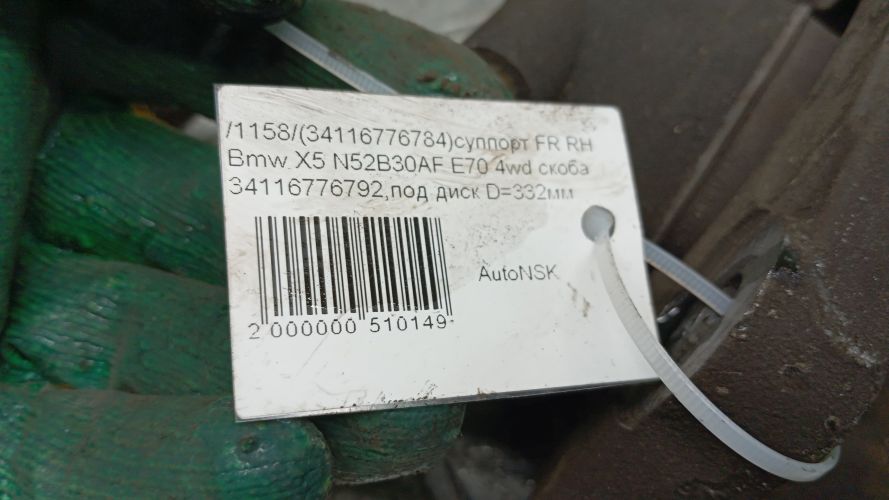 /1158/(34116776784)суппорт FR RH
Bmw X5 N52B30AF E70 4wd скоба
34116776792,под диск D=332мм
AutoNSK
2 000000 510149